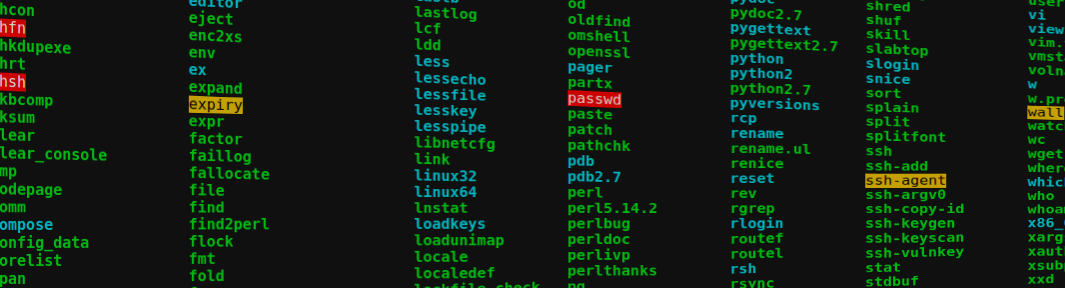 hcon
hfn
hkdupexe
hrt
hsh
kbcomp
ksum
lear
lear_console
mp
odepage
omm
ompose
onfig_data
orelist
pan
editor
eject
enc2xs
env
ex
expand
expiry
expr
factor
faillog
fallocate
file
find
find2perl
flock
fmt
fold
lastlog
lcf
ldd
less
lessecho
lessfile
lesskey
lesspipe
libnetcfg
link
linux32
linux64
lnstat
loadkeys
loadunimap
locale
localedef
lockfile-check
od
oldfind
omshell
openssl
pager
partx
passwd
paste
patch
pathchk
pdb
pdb2.7
perl
perl5.14.2
perlbug
perldoc
perlivp
perlthanks
pg
pydoc
pydoc2.7
pygettext
pygettext2.7
python
python2
python2.7
pyversions
rcp
rename
rename.ul
renice
reset
rev
rgrep
rlogin
routef
routel
rsh
rsync
shred
shuf
skill
slabtop
slogin
snice
sort
splain
split
splitfont
ssh
ssh-add
ssh-agent
ssh-argv0
ssh-copy-id
ssh-keygen
ssh-keyscan
ssh-vulnkey
stat
stdbuf
user
vi
view
vim.
vmst
voln
w
w.pr
wall
watc
wc
wget
wher
whic
who
whoa
x86_
xarg
xaut
xsub
xxd